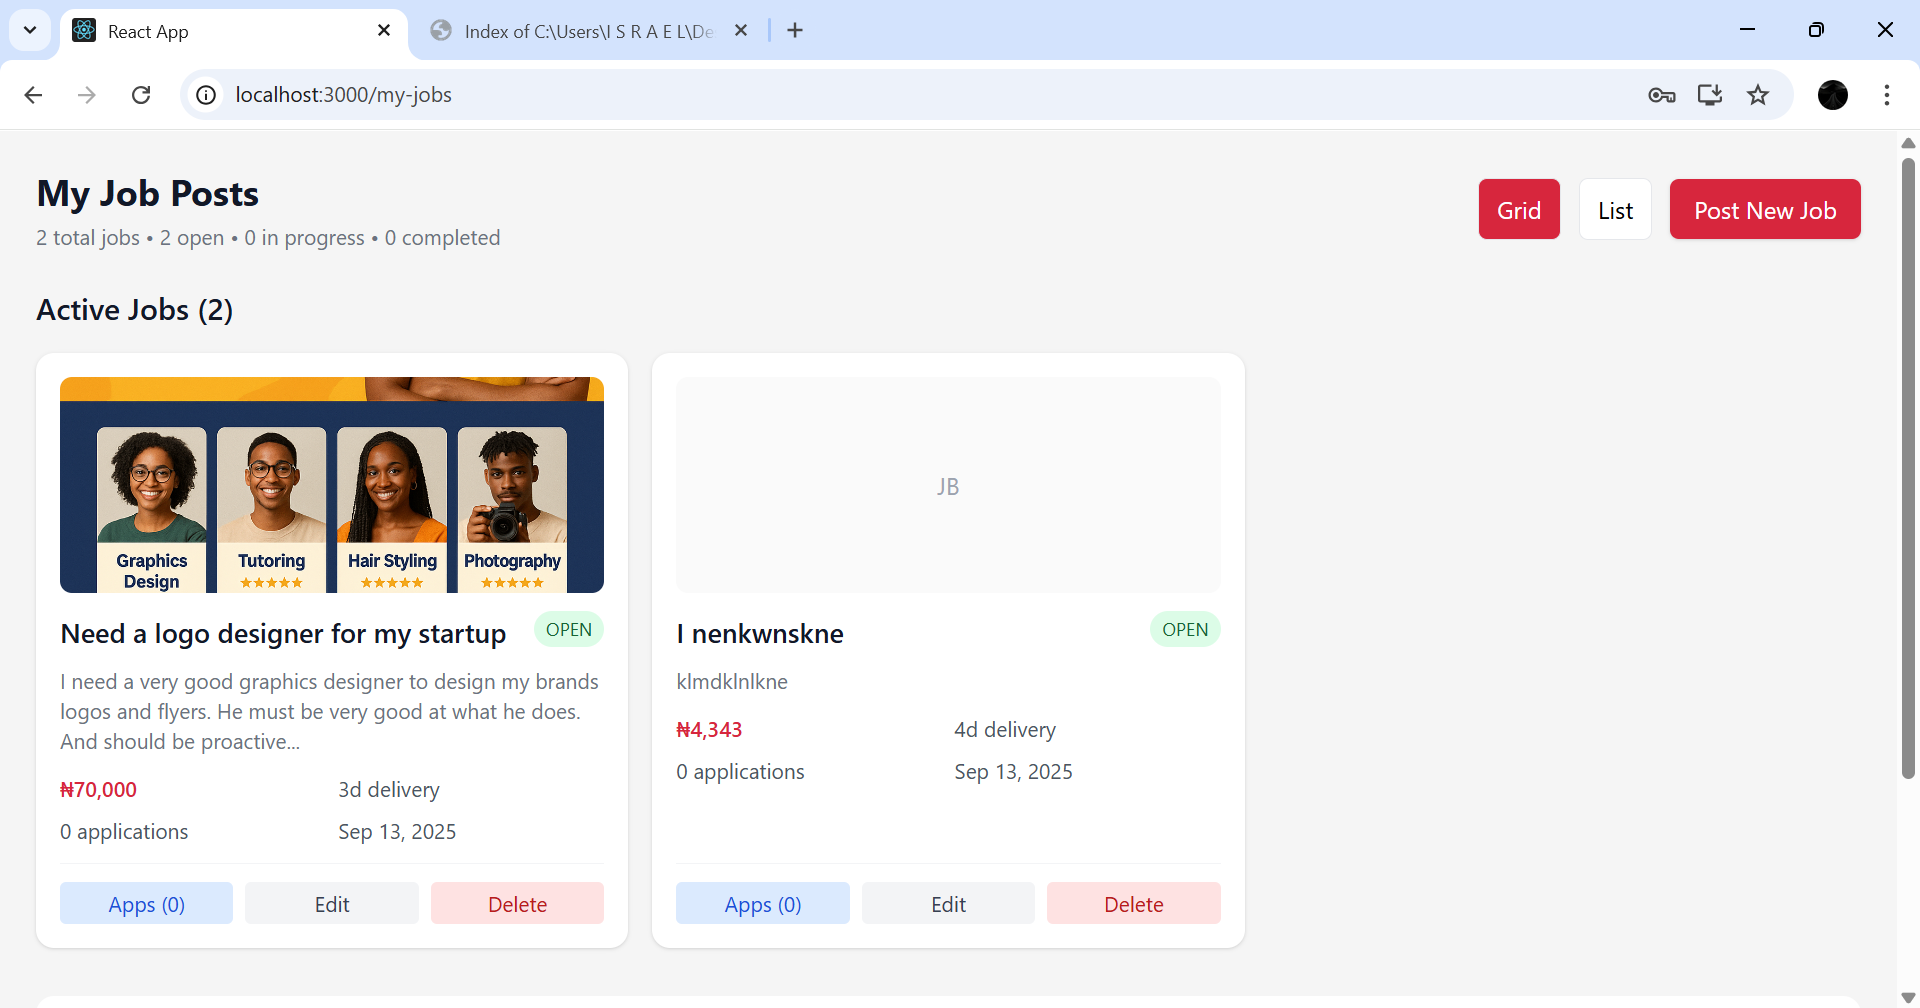 React App
Index of C:\Users\I S R A E L\De
localhost:3000/my-jobs
My Job Posts
2 total jobs • 2 open • 0 in progress • 0 completed
Grid
List
Post New Job
Active Jobs (2)
Graphics Design
Tutoring
Hair Styling
Photography
Need a logo designer for my startup
OPEN
I need a very good graphics designer to design my brands
logos and flyers. He must be very good at what he does.
And should be proactive...
₦70,000
3d delivery
0 applications
Sep 13, 2025
Apps (0)
Edit
Delete
JB
I nenkwnskne
OPEN
klmdklnlkne
₦4,343
4d delivery
0 applications
Sep 13, 2025
Apps (0)
Edit
Delete